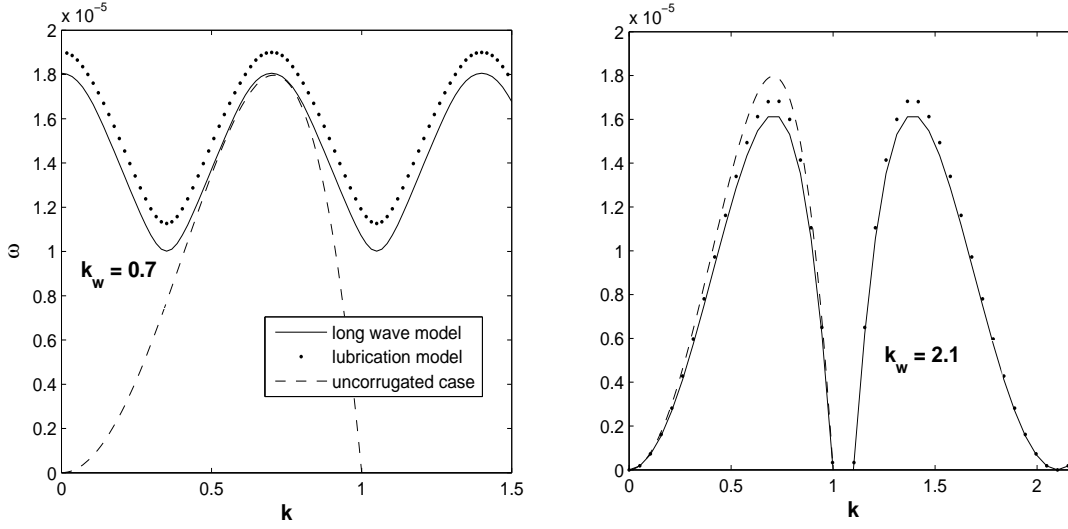 x 10⁻⁵
2
1.8
1.6
1.4
1.2
1
0.8
0.6
0.4
0.2
0
ω
k_w = 0.7
long wave model
lubrication model
uncorrugated case
0 0.5 1 1.5
k
x 10⁻⁵
2
1.8
1.6
1.4
1.2
1
0.8
0.6
0.4
0.2
0
k_w = 2.1
0 0.5 1 1.5 2
k